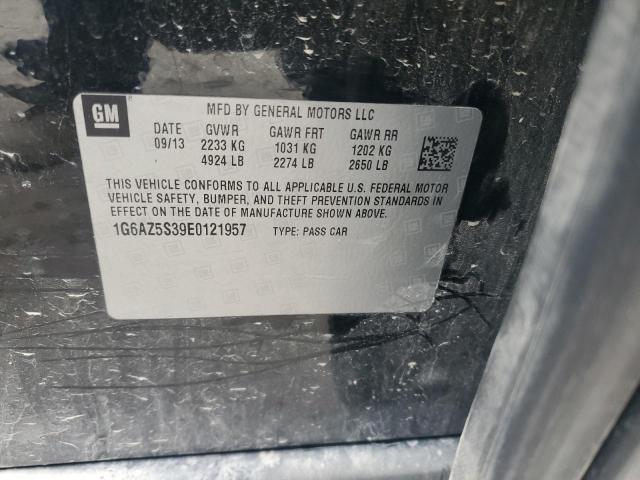 GM
MFD BY GENERAL MOTORS LLC
DATE GVWR GAWR FRT GAWR RR
09/13 2233 KG 1031 KG 1202 KG
4924 LB 2274 LB 2650 LB
THIS VEHICLE CONFORMS TO ALL APPLICABLE U.S. FEDERAL MOTOR
VEHICLE SAFETY, BUMPER, AND THEFT PREVENTION STANDARDS IN
EFFECT ON THE DATE OF MANUFACTURE SHOWN ABOVE.
1G6AZ5S39E0121957 TYPE: PASS CAR